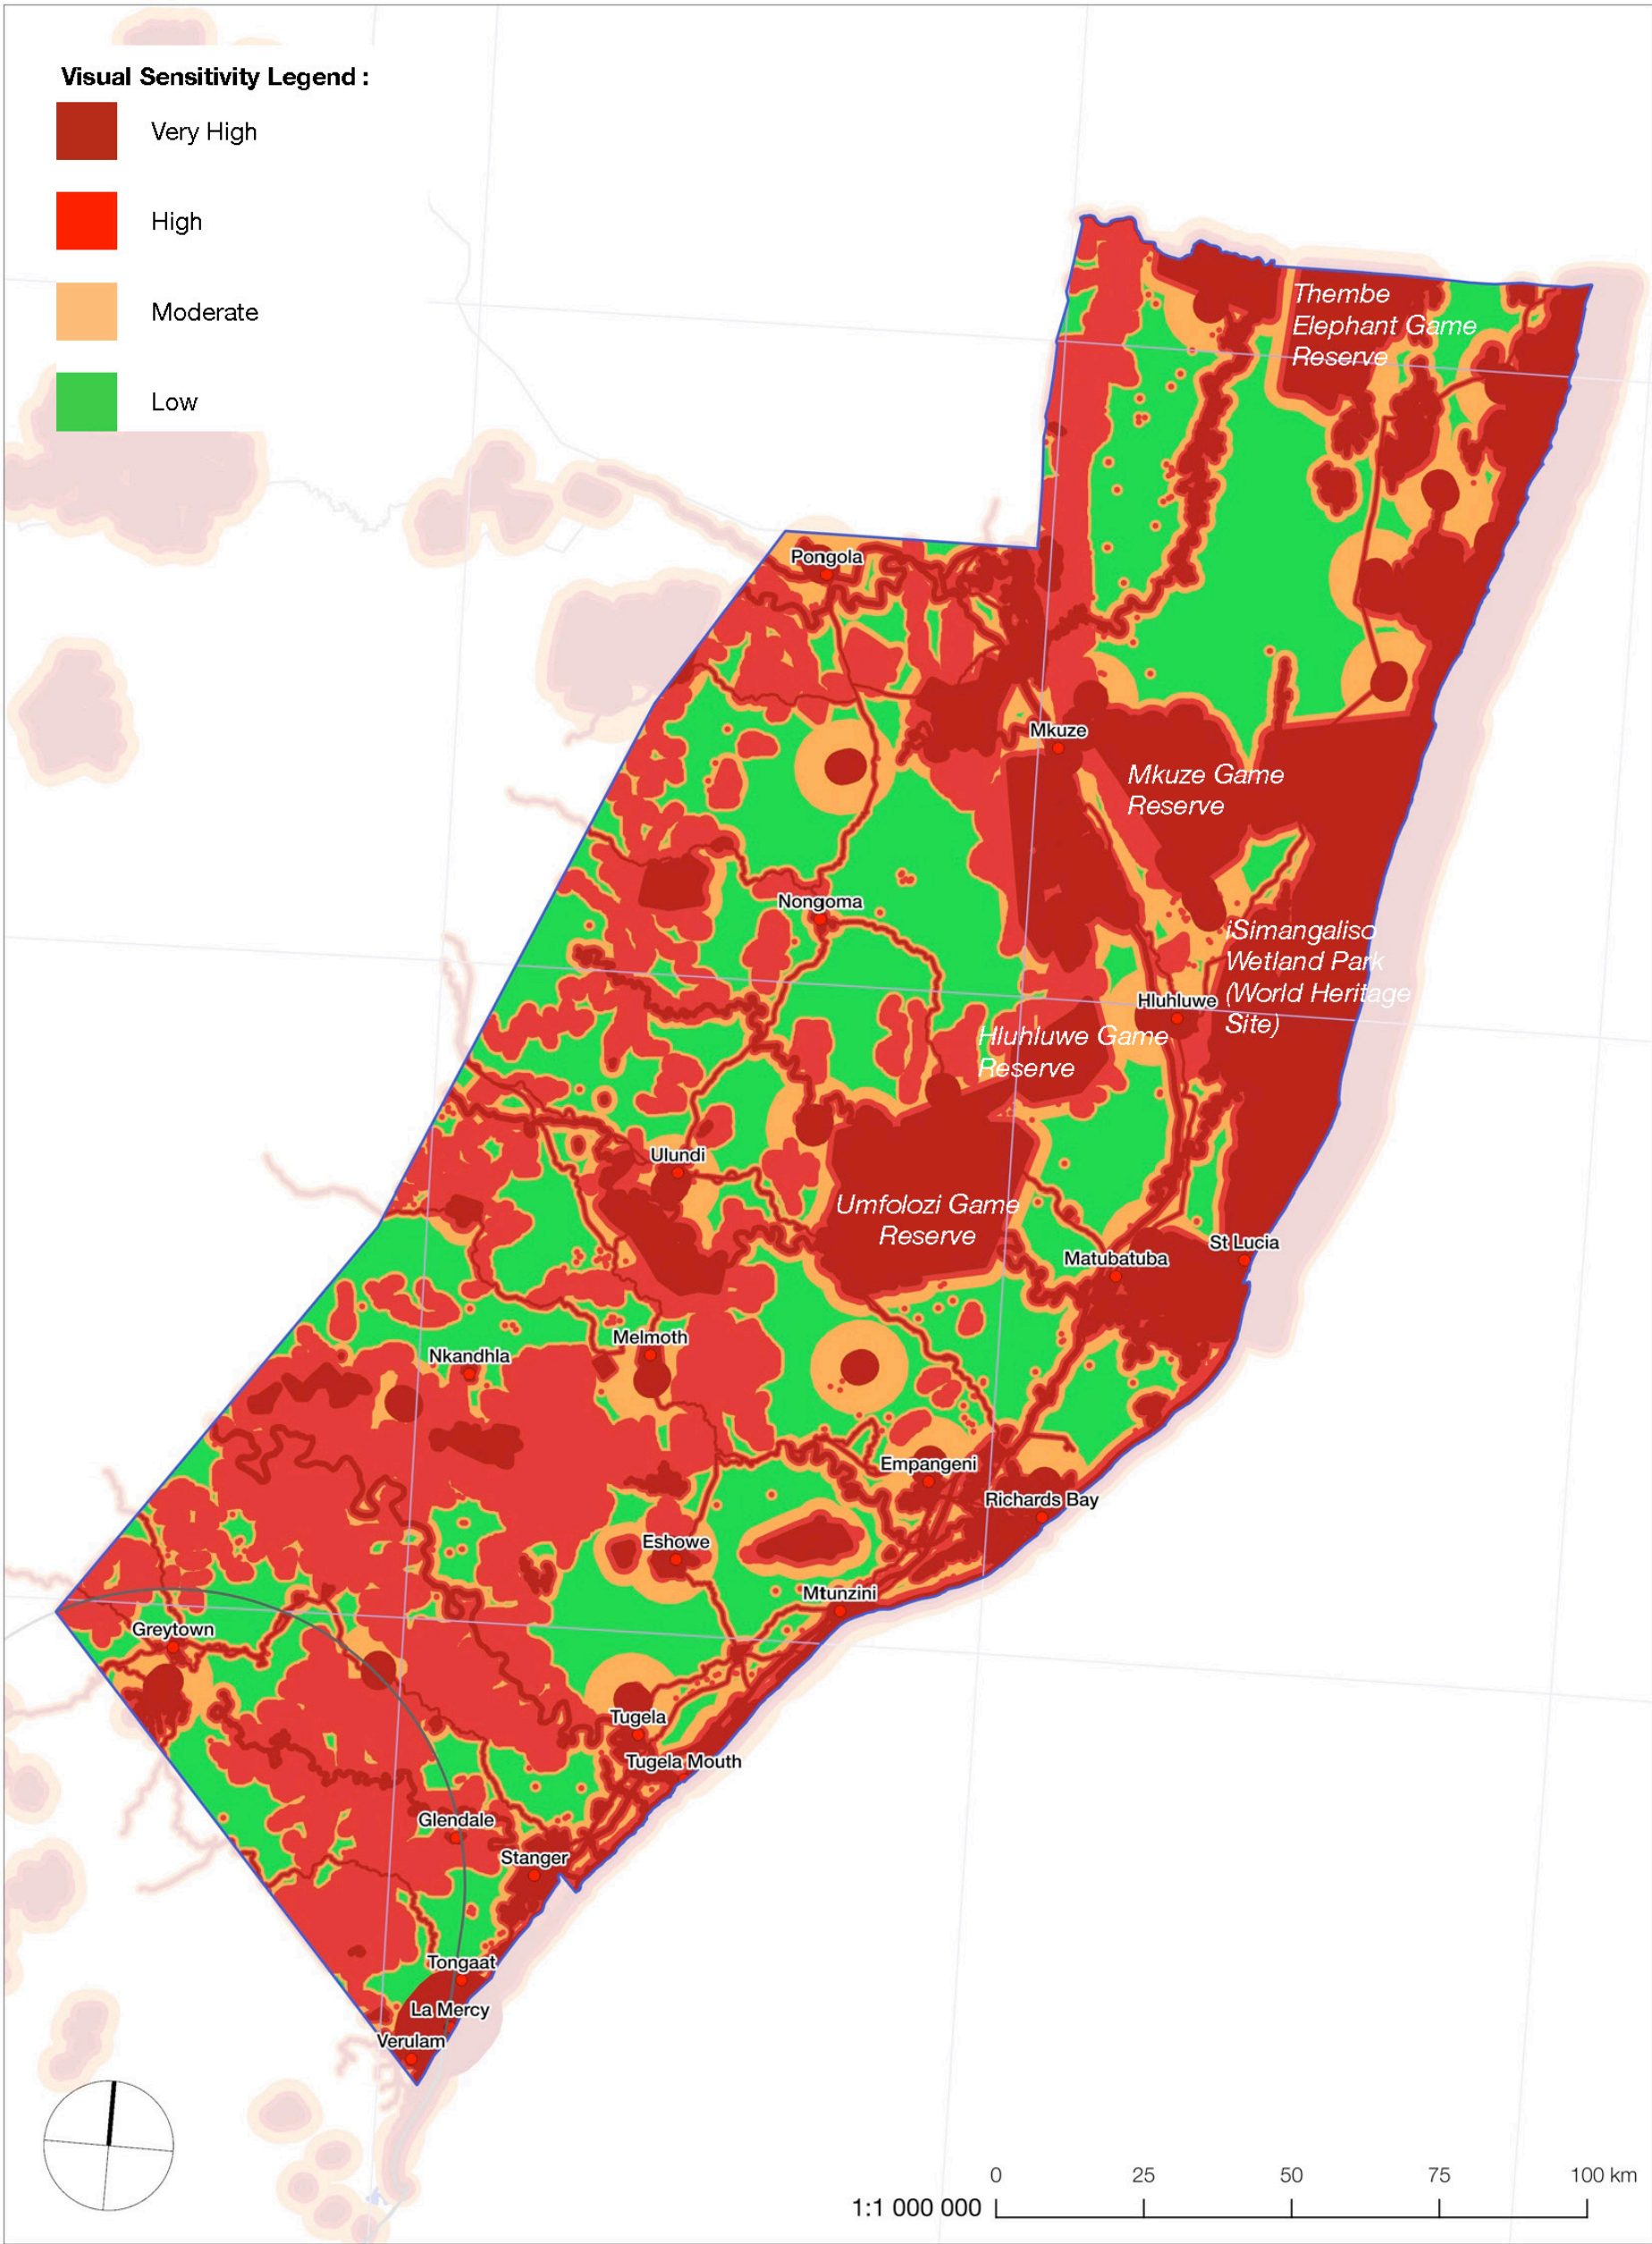 Visual Sensitivity Legend :
Very High
High
Moderate
Low
Thembe
Elephant Game
Reserve
Pongola
Mkuze
Mkuze Game
Reserve
Nongoma
iSimangaliso
Wetland Park
(World Heritage
Site)
Hluhluwe
Hluhluwe Game
Reserve
Ulundi
Umfolozi Game
Reserve
St Lucia
Matubatuba
Melmoth
Nkandhla
Empangeni
Richards Bay
Eshowe
Mtunzini
Greytown
Tugela
Tugela Mouth
Glendale
Stanger
Tongaat
La Mercy
Verulam
0 25 50 75 100 km
1:1 000 000